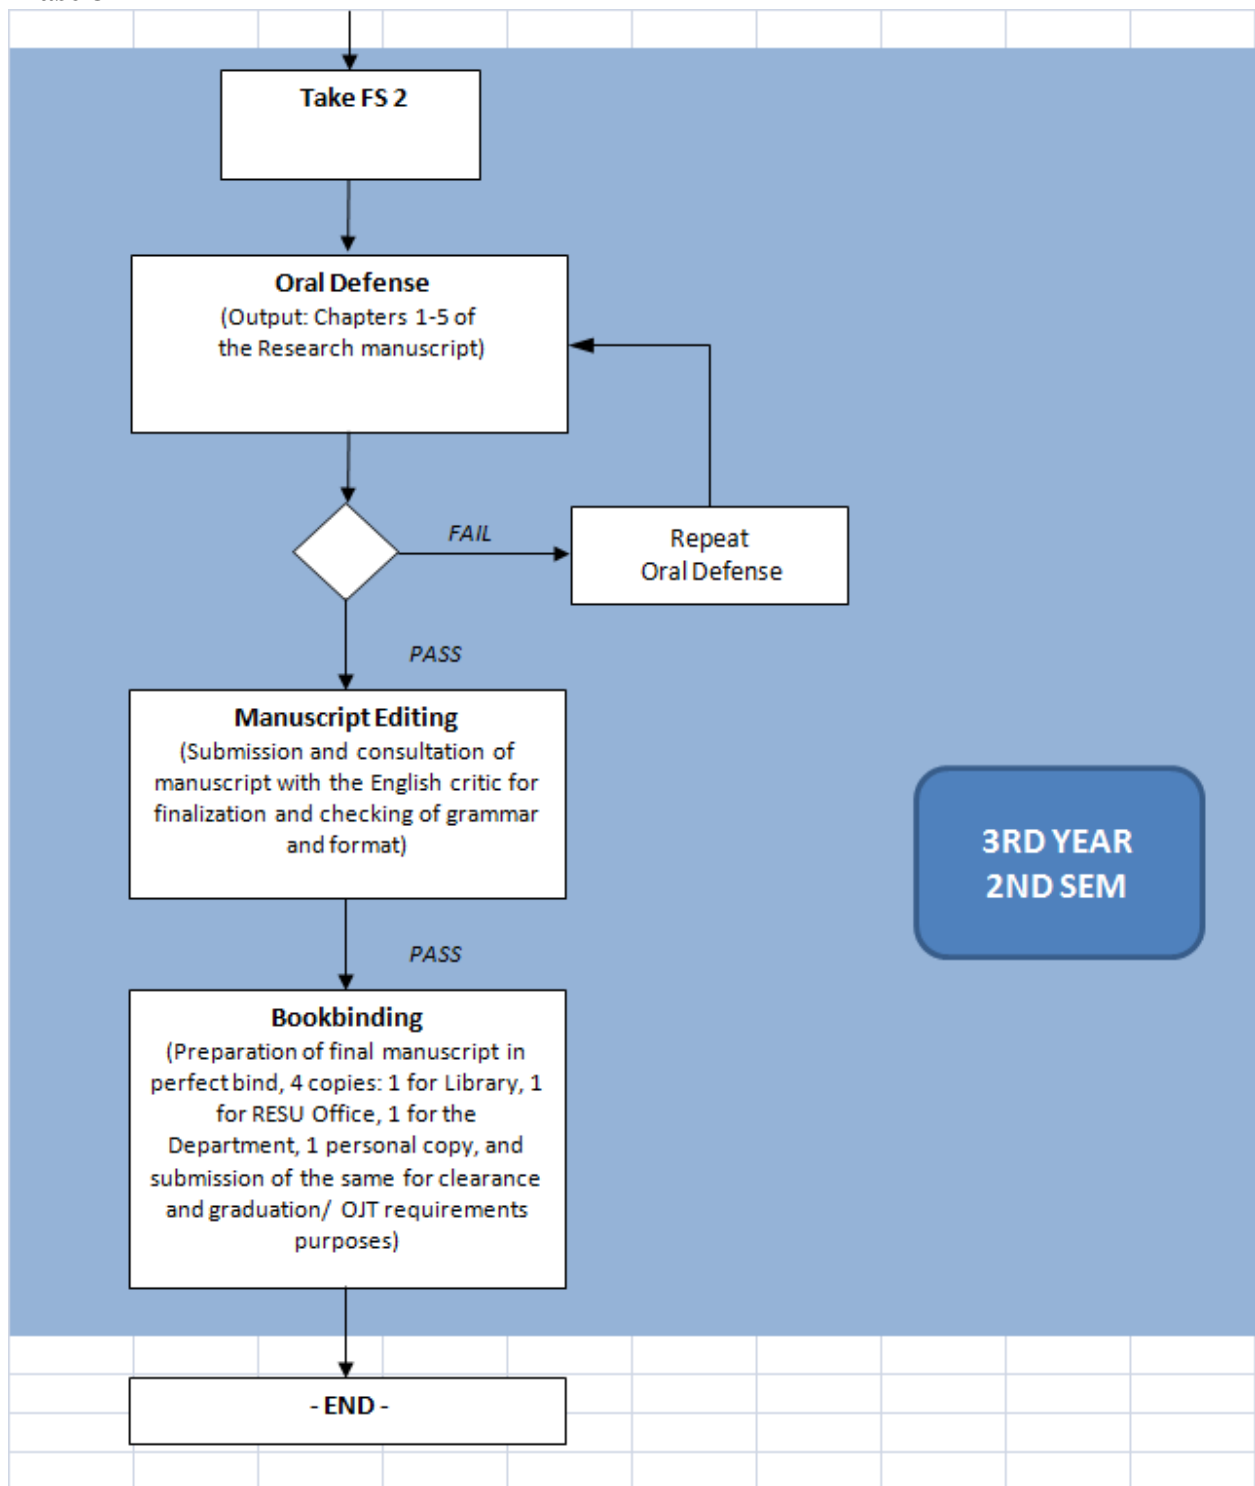 Take FS 2
Oral Defense
(Output: Chapters 1-5 of
the Research manuscript)
FAIL
Repeat
Oral Defense
PASS
Manuscript Editing
(Submission and consultation of
manuscript with the English critic for
finalization and checking of grammar
and format)
3RD YEAR
2ND SEM
PASS
Bookbinding
(Preparation of final manuscript in
perfect bind, 4 copies: 1 for Library, 1
for RESU Office, 1 for the
Department, 1 personal copy, and
submission of the same for clearance
and graduation/ OJT requirements
purposes)
- END -